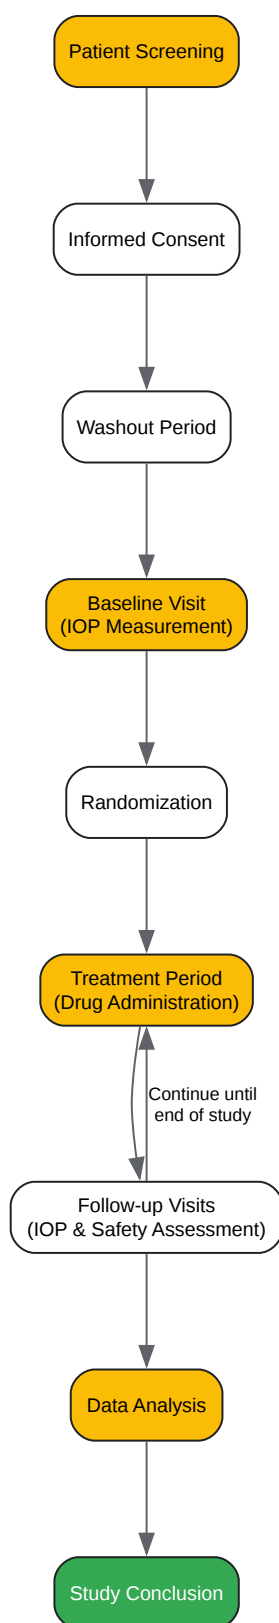 Patient Screening
Informed Consent
Washout Period
Baseline Visit
(IOP Measurement)
Randomization
Treatment Period
(Drug Administration)
Continue until
end of study
Follow-up Visits
(IOP & Safety Assessment)
Data Analysis
Study Conclusion